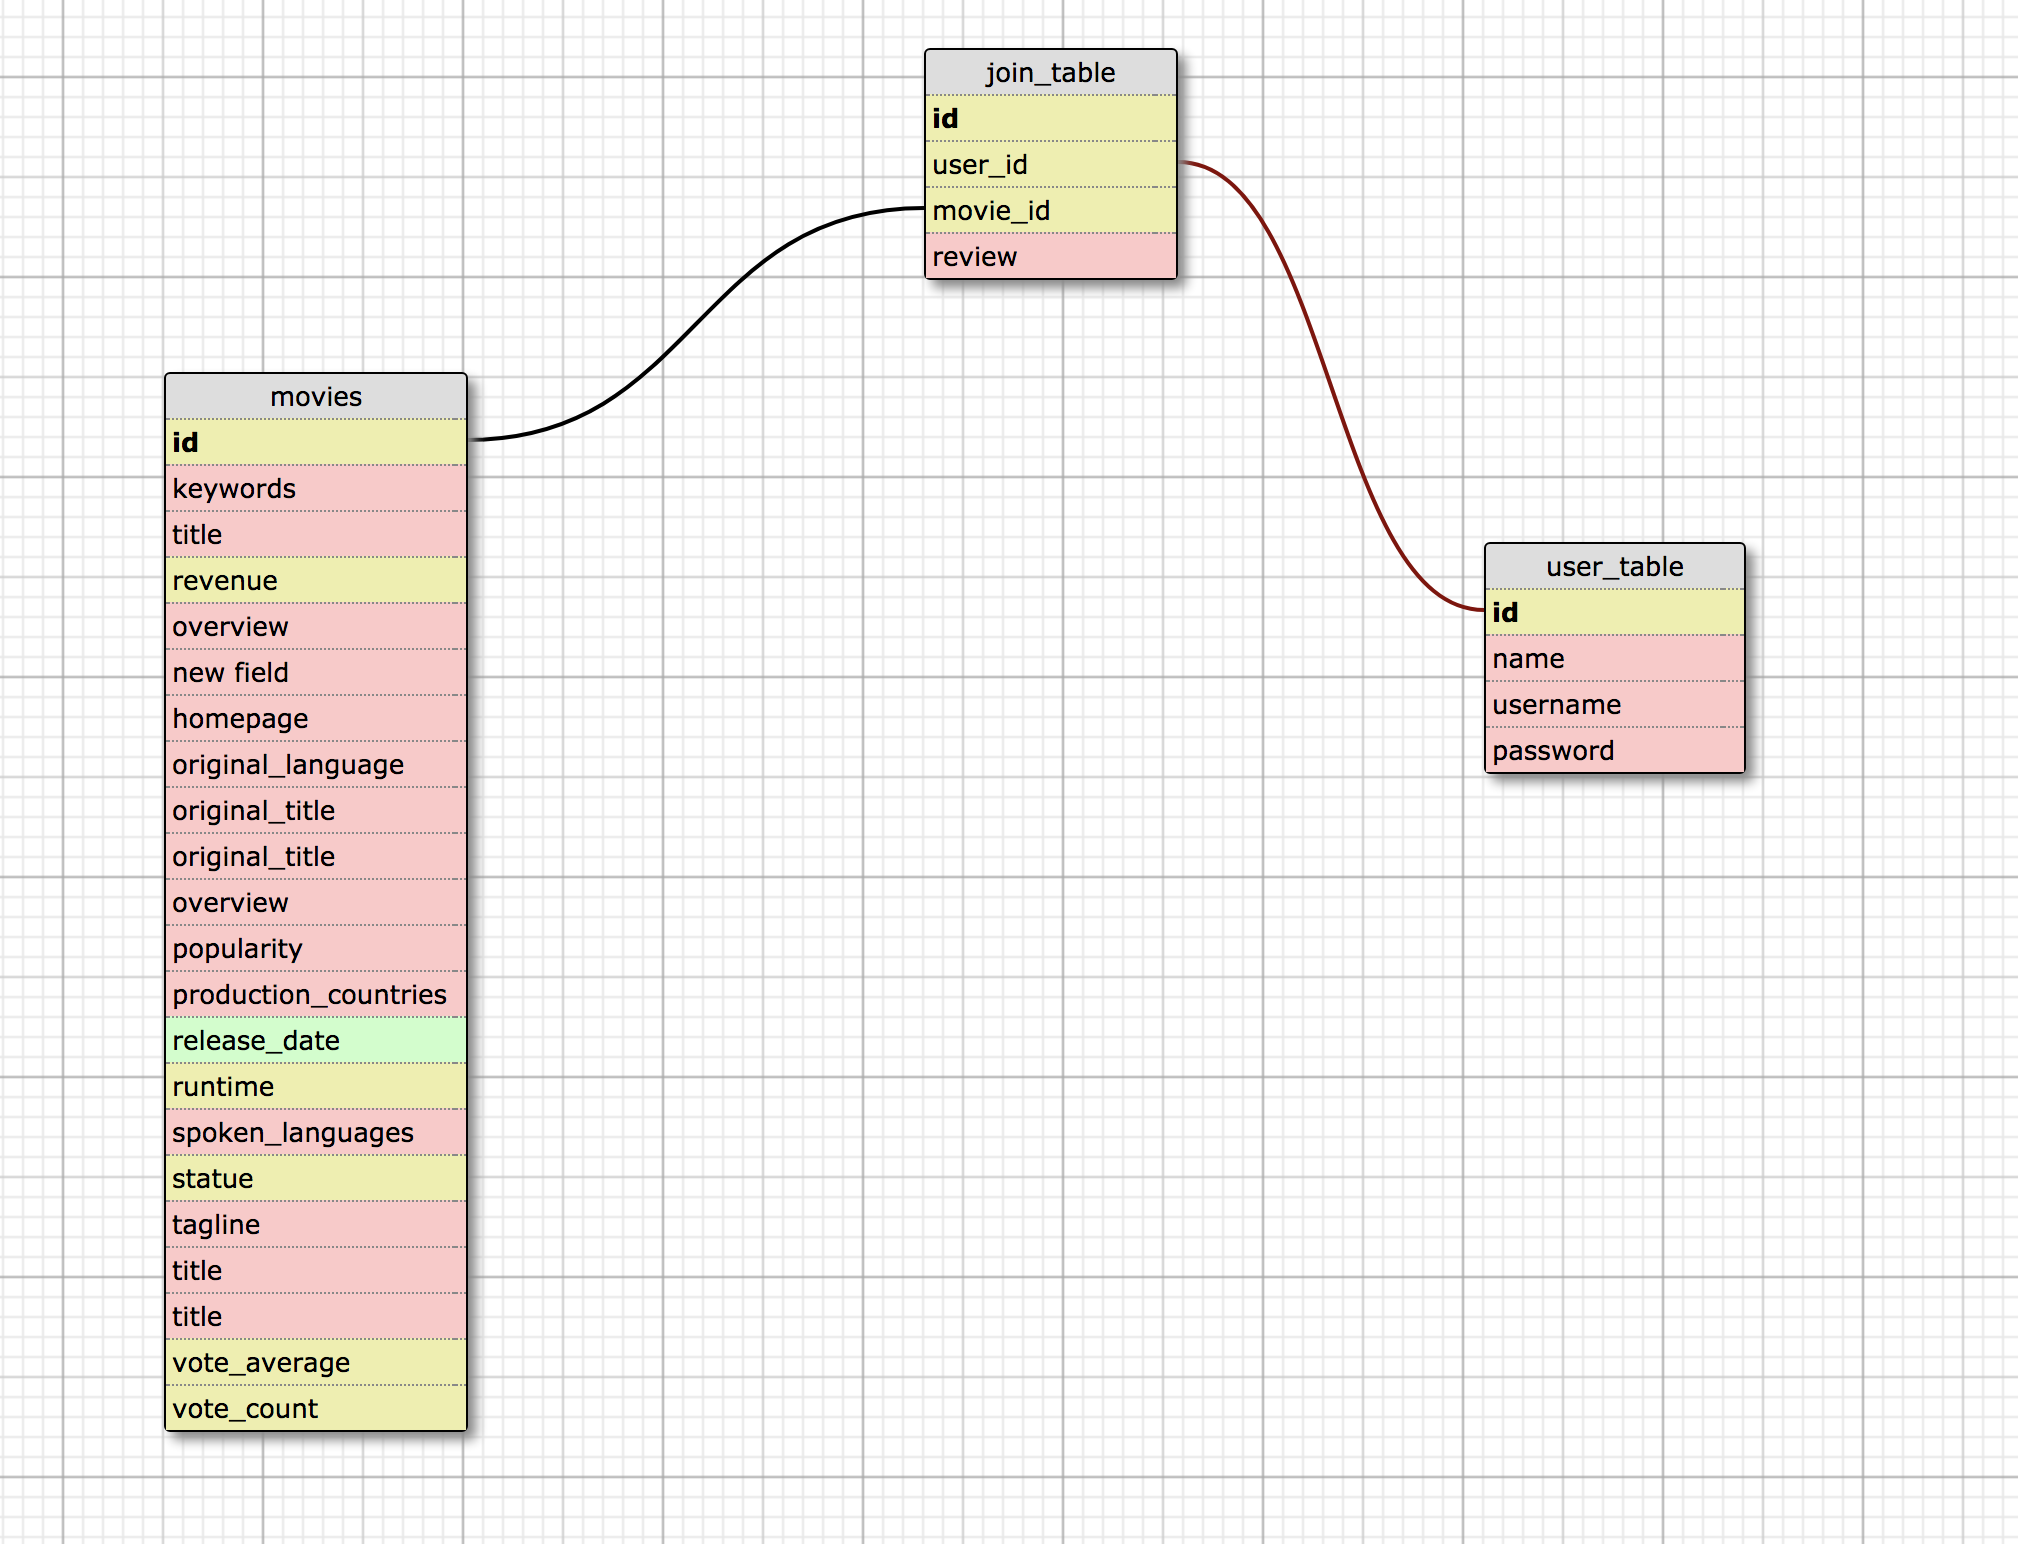 join_table
id
user_id
movie_id
review
movies
id
keywords
title
revenue
overview
new field
homepage
original_language
original_title
original_title
overview
popularity
production_countries
release_date
runtime
spoken_languages
statue
tagline
title
title
vote_average
vote_count
user_table
id
name
username
password